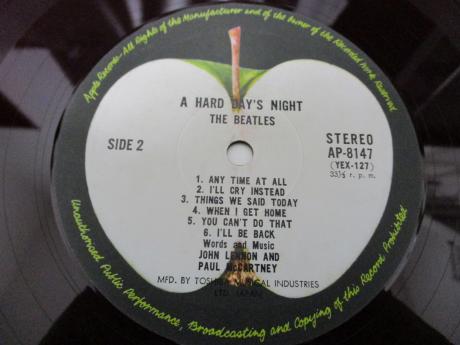 Apple Records-All Rights of the Manufacturer and of the Owner of the Recorded Work Reserved
A HARD DAY'S NIGHT
THE BEATLES
SIDE 2
STEREO
AP-8147
(YEX-127)
33⅓ r. p. m.
1. ANY TIME AT ALL
2. I'LL CRY INSTEAD
3. THINGS WE SAID TODAY
4. WHEN I GET HOME
5. YOU CAN'T DO THAT
6. I'LL BE BACK
Words and Music
JOHN LENNON AND
PAUL McCARTNEY
MFD. BY TOSHIBA MUSICAL INDUSTRIES
LTD. JAPAN
Unauthorised Public Performance, Broadcasting and Copying of this Record Prohibited